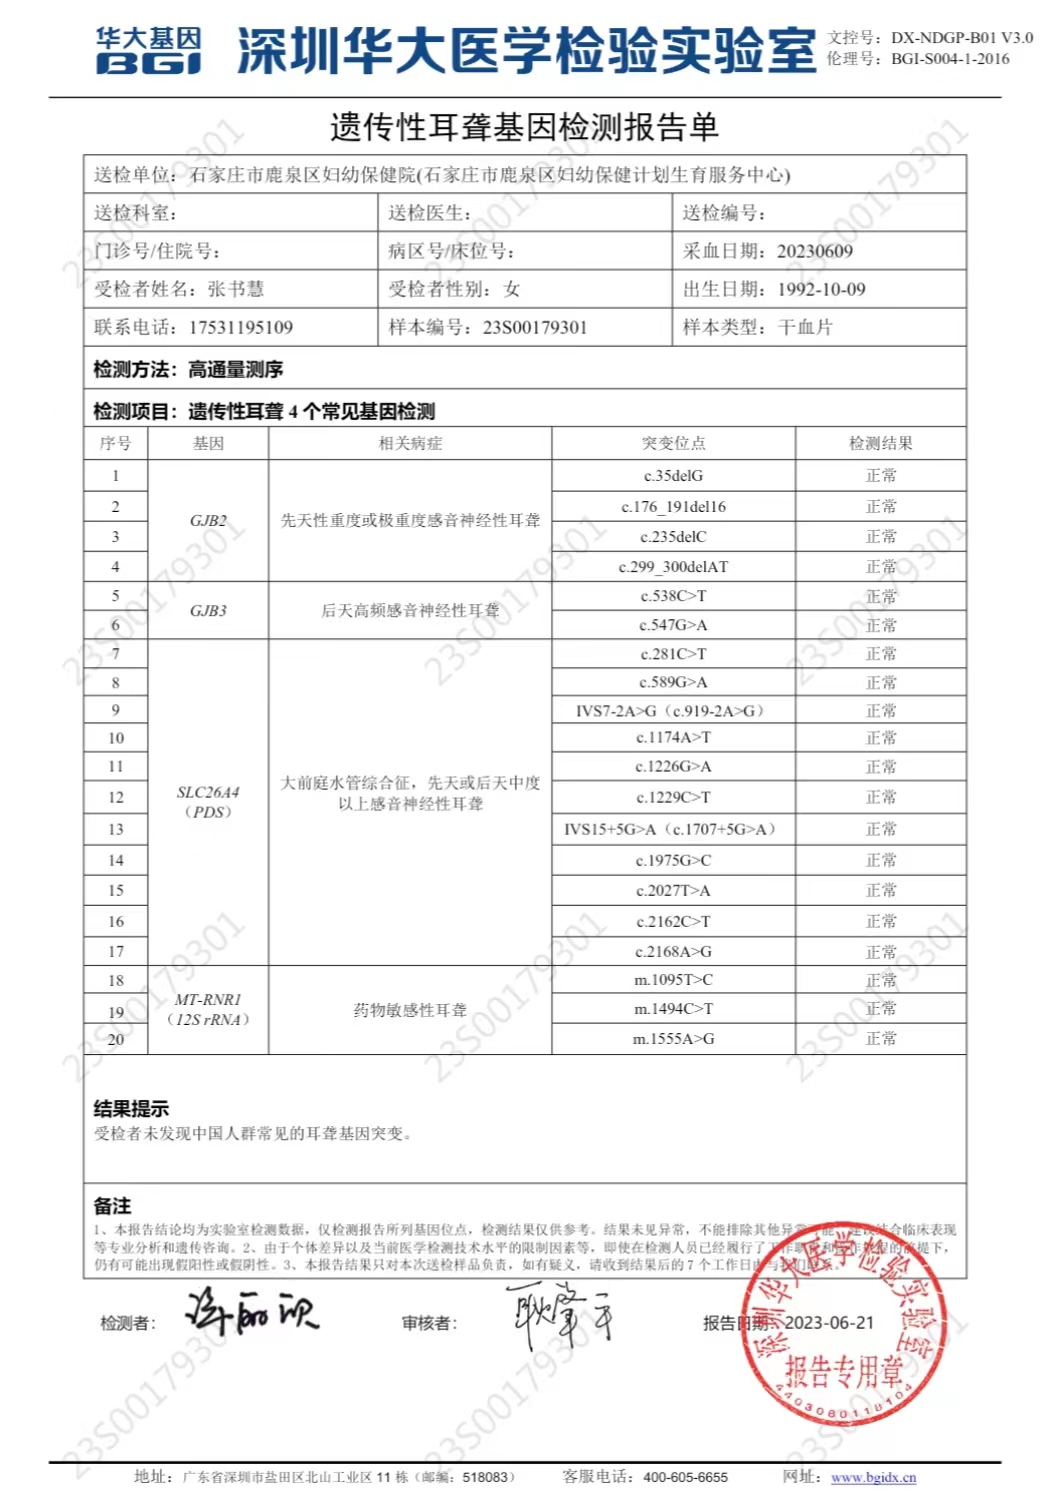 华大基因
BGI
深圳华大医学检验实验室
文控号：DX-NDGP-B01 V3.0
伦理号：BGI-S004-1-2016
遗传性耳聋基因检测报告单
送检单位：石家庄市鹿泉区妇幼保健院(石家庄市鹿泉区妇幼保健计划生育服务中心)
送检科室： 送检医生： 送检编号：
门诊号/住院号： 病区号/床位号： 采血日期：20230609
受检者姓名：张书慧 受检者性别：女 出生日期：1992-10-09
联系电话：17531195109 样本编号：23S00179301 样本类型：干血片
检测方法：高通量测序
检测项目：遗传性耳聋 4 个常见基因检测
序号 基因 相关病症 突变位点 检测结果
1 GJB2 先天性重度或极重度感音神经性耳聋 c.35delG 正常
2 c.176_191del16 正常
3 c.235delC 正常
4 c.299_300delAT 正常
5 GJB3 后天高频感音神经性耳聋 c.538C>T 正常
6 c.547G>A 正常
7 SLC26A4（PDS） 大前庭水管综合征，先天或后天中度以上感音神经性耳聋 c.281C>T 正常
8 c.589G>A 正常
9 IVS7-2A>G（c.919-2A>G） 正常
10 c.1174A>T 正常
11 c.1226G>A 正常
12 c.1229C>T 正常
13 IVS15+5G>A（c.1707+5G>A） 正常
14 c.1975G>C 正常
15 c.2027T>A 正常
16 c.2162C>T 正常
17 c.2168A>G 正常
18 MT-RNR1（12S rRNA） 药物敏感性耳聋 m.1095T>C 正常
19 m.1494C>T 正常
20 m.1555A>G 正常
结果提示
受检者未发现中国人群常见的耳聋基因突变。
备注
1、本报告结论均为实验室检测数据，仅检测报告所列基因位点，检测结果仅供参考。结果未见异常，不能排除其他异常可能，建议结合临床表现
等专业分析和遗传咨询。2、由于个体差异以及当前医学检测技术水平的限制因素等，即使在检测人员已经履行了工作职责和操作规程的前提下，
仍有可能出现假阳性或假阴性。3、本报告结果只对本次送检样品负责，如有疑义，请收到结果后的 7 个工作日内与我们联系。
检测者： 审核者： 报告日期：2023-06-21
深圳华大医学检验实验室
报告专用章
地址：广东省深圳市盐田区北山工业区 11 栋（邮编：518083） 客服电话：400-605-6655 网址：www.bgidx.cn
23S00179301
23S00179301
23S00179301
23S00179301
23S00179301
23S00179301
23S00179301
23S00179301
23S00179301
23S00179301
23S00179301
23S00179301